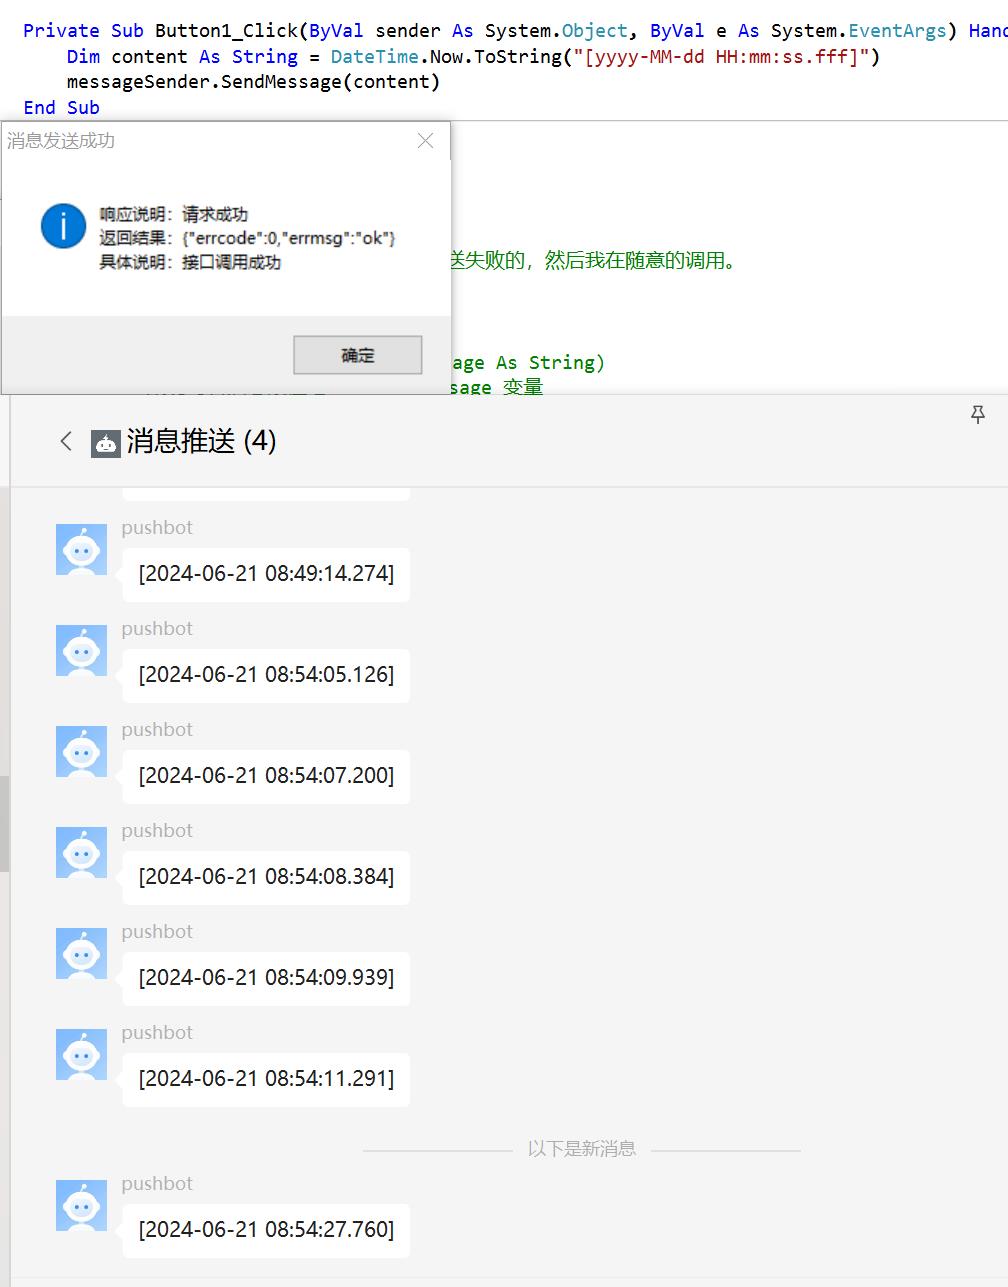 Private Sub Button1_Click(ByVal sender As System.Object, ByVal e As System.EventArgs)
Dim content As String = DateTime.Now.ToString("[yyyy-MM-dd HH:mm:ss.fff]")
messageSender.SendMessage(content)
End Sub
消息发送成功
响应说明：请求成功
返回结果：{"errcode":0,"errmsg":"ok"}
具体说明：接口调用成功
送失败的，然后我在随意的调用。
确定
age As String)
sage 变量
消息推送 (4)
pushbot
[2024-06-21 08:49:14.274]
pushbot
[2024-06-21 08:54:05.126]
pushbot
[2024-06-21 08:54:07.200]
pushbot
[2024-06-21 08:54:08.384]
pushbot
[2024-06-21 08:54:09.939]
pushbot
[2024-06-21 08:54:11.291]
以下是新消息
pushbot
[2024-06-21 08:54:27.760]